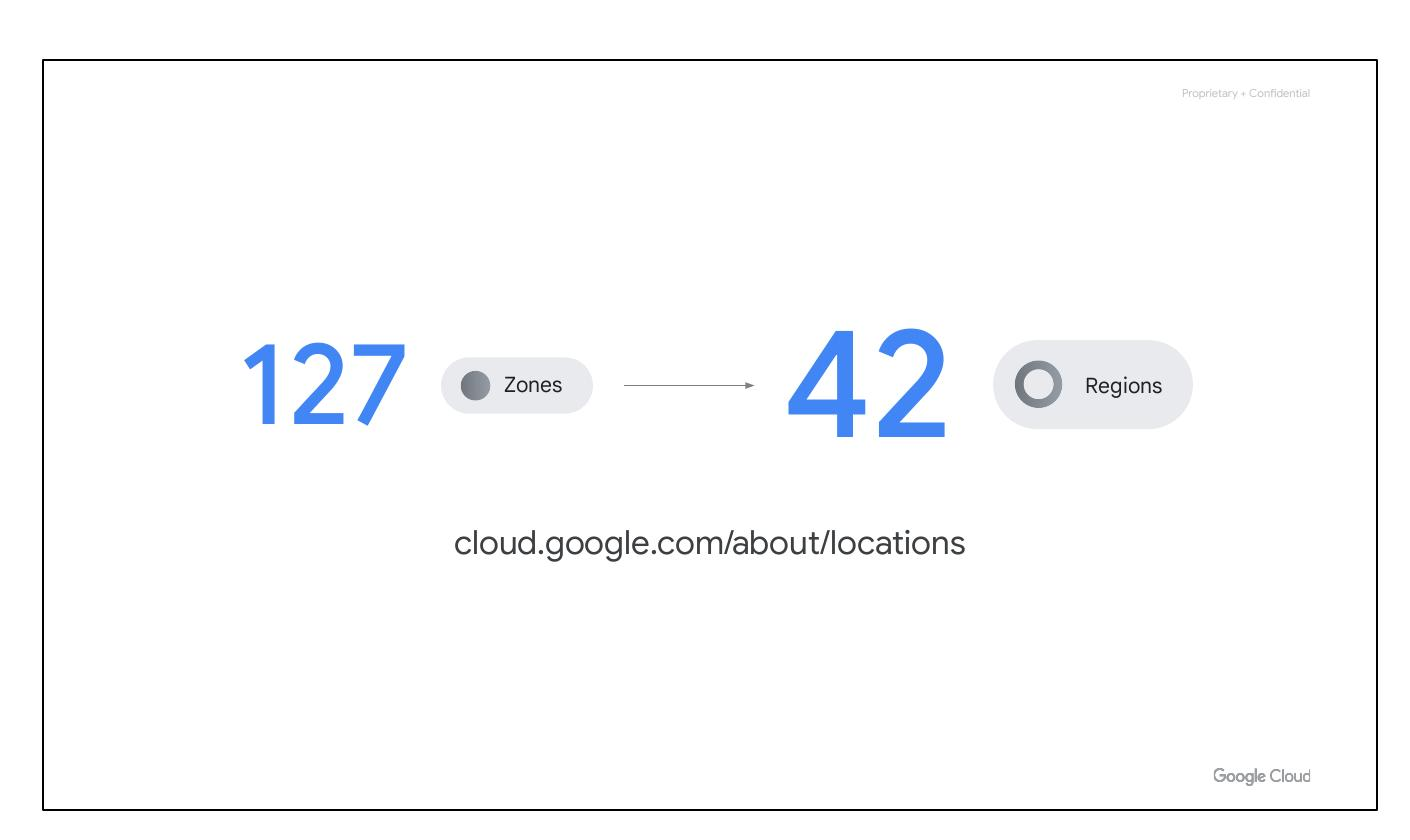 Proprietary + Confidential
127 Zones 42 Regions
cloud.google.com/about/locations
Google Cloud